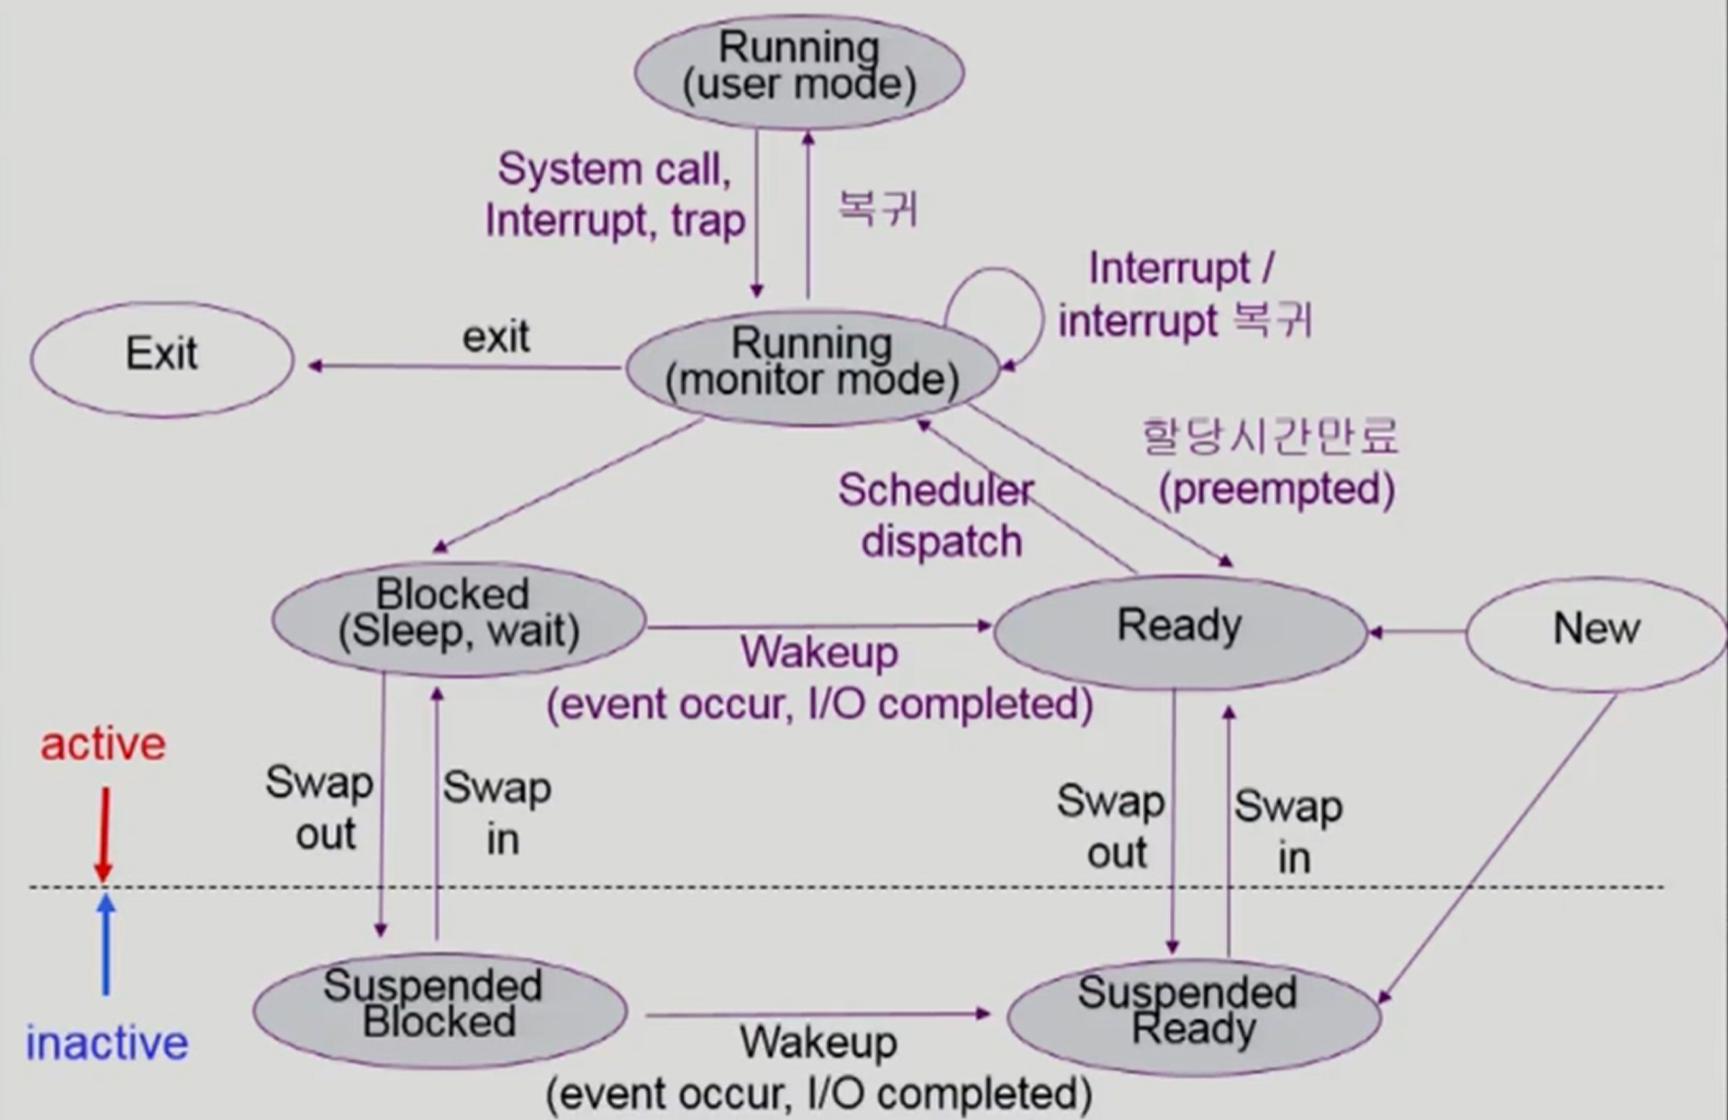 Running
(user mode)
System call,
Interrupt, trap
복귀
Interrupt /
interrupt 복귀
Exit
exit
Running
(monitor mode)
할당시간만료
(preempted)
Scheduler
dispatch
Blocked
(Sleep, wait)
Wakeup
(event occur, I/O completed)
Ready
New
active
Swap
out
Swap
in
Swap
out
Swap
in
inactive
Suspended
Blocked
Wakeup
(event occur, I/O completed)
Suspended
Ready